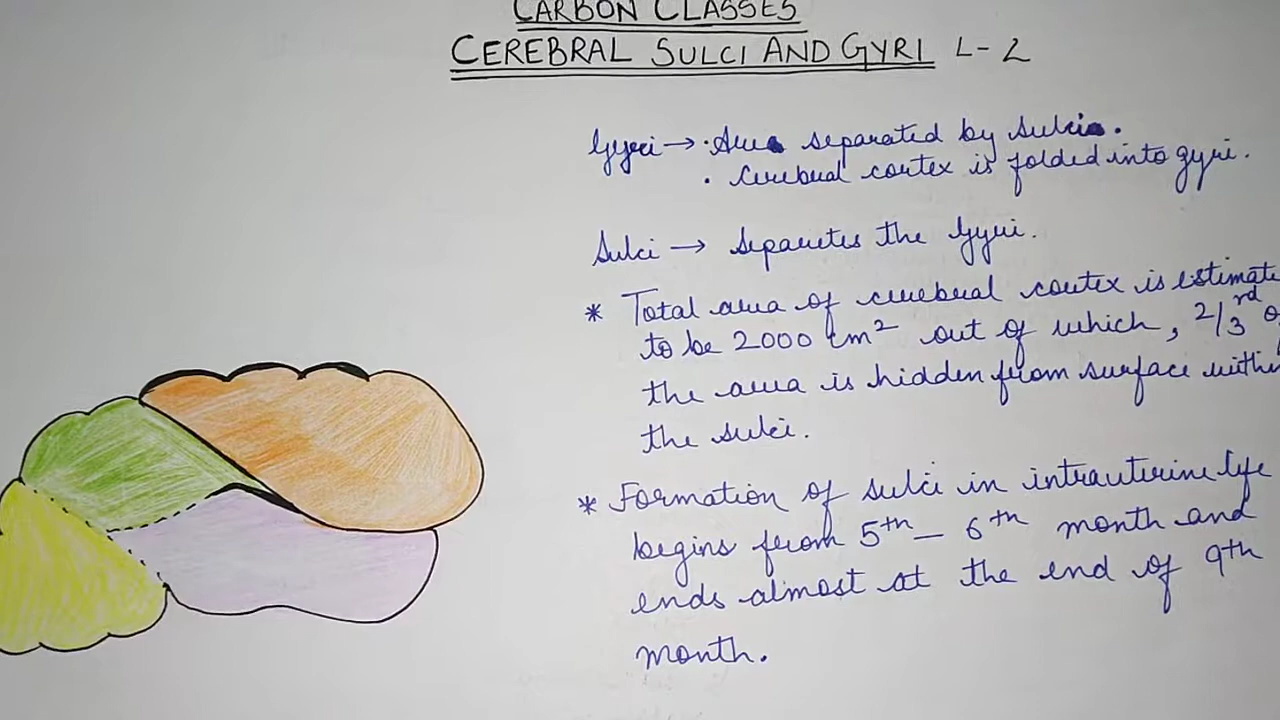 CARBON CLASSES
CEREBRAL SULCI AND GYRI L-2
Gyri → · Area separated by Sulci.
· Cerebral cortex is folded into gyri.
Sulci → Separates the Gyri.
* Total area of cerebral cortex is estimate
to be 2000 cm² out of which, 2/3rd o
the area is hidden from surface withi
the sulci.
* Formation of sulci in intrauterine life
begins from 5th - 6th month and
ends almost at the end of 9th
month.